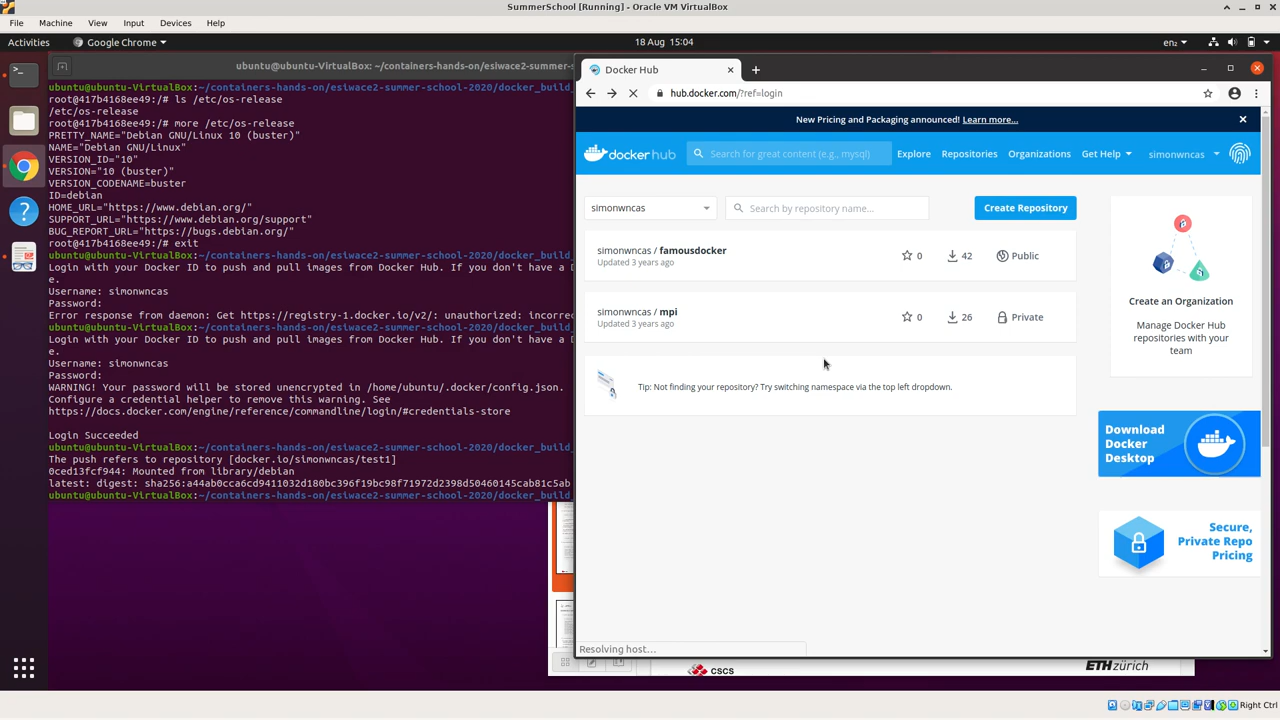 SummerSchool [Running] - Oracle VM VirtualBox
File Machine View Input Devices Help
Activities Google Chrome 18 Aug 15:04 en₂
ubuntu@ubuntu-VirtualBox: ~/containers-hands-on/esiwace2-summer-s
ubuntu@ubuntu-VirtualBox:~/containers-hands-on/esiwace2-summer-school-2020/docker_build_
root@417b4168ee49:/# ls /etc/os-release
/etc/os-release
root@417b4168ee49:/# more /etc/os-release
PRETTY_NAME="Debian GNU/Linux 10 (buster)"
NAME="Debian GNU/Linux"
VERSION_ID="10"
VERSION="10 (buster)"
VERSION_CODENAME=buster
ID=debian
HOME_URL="https://www.debian.org/"
SUPPORT_URL="https://www.debian.org/support"
BUG_REPORT_URL="https://bugs.debian.org/"
root@417b4168ee49:/# exit
ubuntu@ubuntu-VirtualBox:~/containers-hands-on/esiwace2-summer-school-2020/docker_build_
Login with your Docker ID to push and pull images from Docker Hub. If you don't have a D
e.
Username: simonwncas
Password:
Error response from daemon: Get https://registry-1.docker.io/v2/: unauthorized: incorrec
ubuntu@ubuntu-VirtualBox:~/containers-hands-on/esiwace2-summer-school-2020/docker_build_
Login with your Docker ID to push and pull images from Docker Hub. If you don't have a D
e.
Username: simonwncas
Password:
WARNING! Your password will be stored unencrypted in /home/ubuntu/.docker/config.json.
Configure a credential helper to remove this warning. See
https://docs.docker.com/engine/reference/commandline/login/#credentials-store
Login Succeeded
ubuntu@ubuntu-VirtualBox:~/containers-hands-on/esiwace2-summer-school-2020/docker_build_
The push refers to repository [docker.io/simonwncas/test1]
0ced13fcf944: Mounted from library/debian
latest: digest: sha256:a44ab0cca6cd9411032d180bc396f19bc98f71972d2398d50460145cab81c5ab
ubuntu@ubuntu-VirtualBox:~/containers-hands-on/esiwace2-summer-school-2020/docker_build_
Docker Hub
hub.docker.com/?ref=login
New Pricing and Packaging announced! Learn more...
docker hub Search for great content (e.g., mysql) Explore Repositories Organizations Get Help simonwncas
simonwncas Search by repository name... Create Repository
simonwncas / famousdocker 0 42 Public
Updated 3 years ago
simonwncas / mpi 0 26 Private
Updated 3 years ago
Tip: Not finding your repository? Try switching namespace via the top left dropdown.
Create an Organization
Manage Docker Hub
repositories with your
team
Download
Docker
Desktop
Secure,
Private Repo
Pricing
Resolving host...
CSCS ETH zürich
Right Ctrl